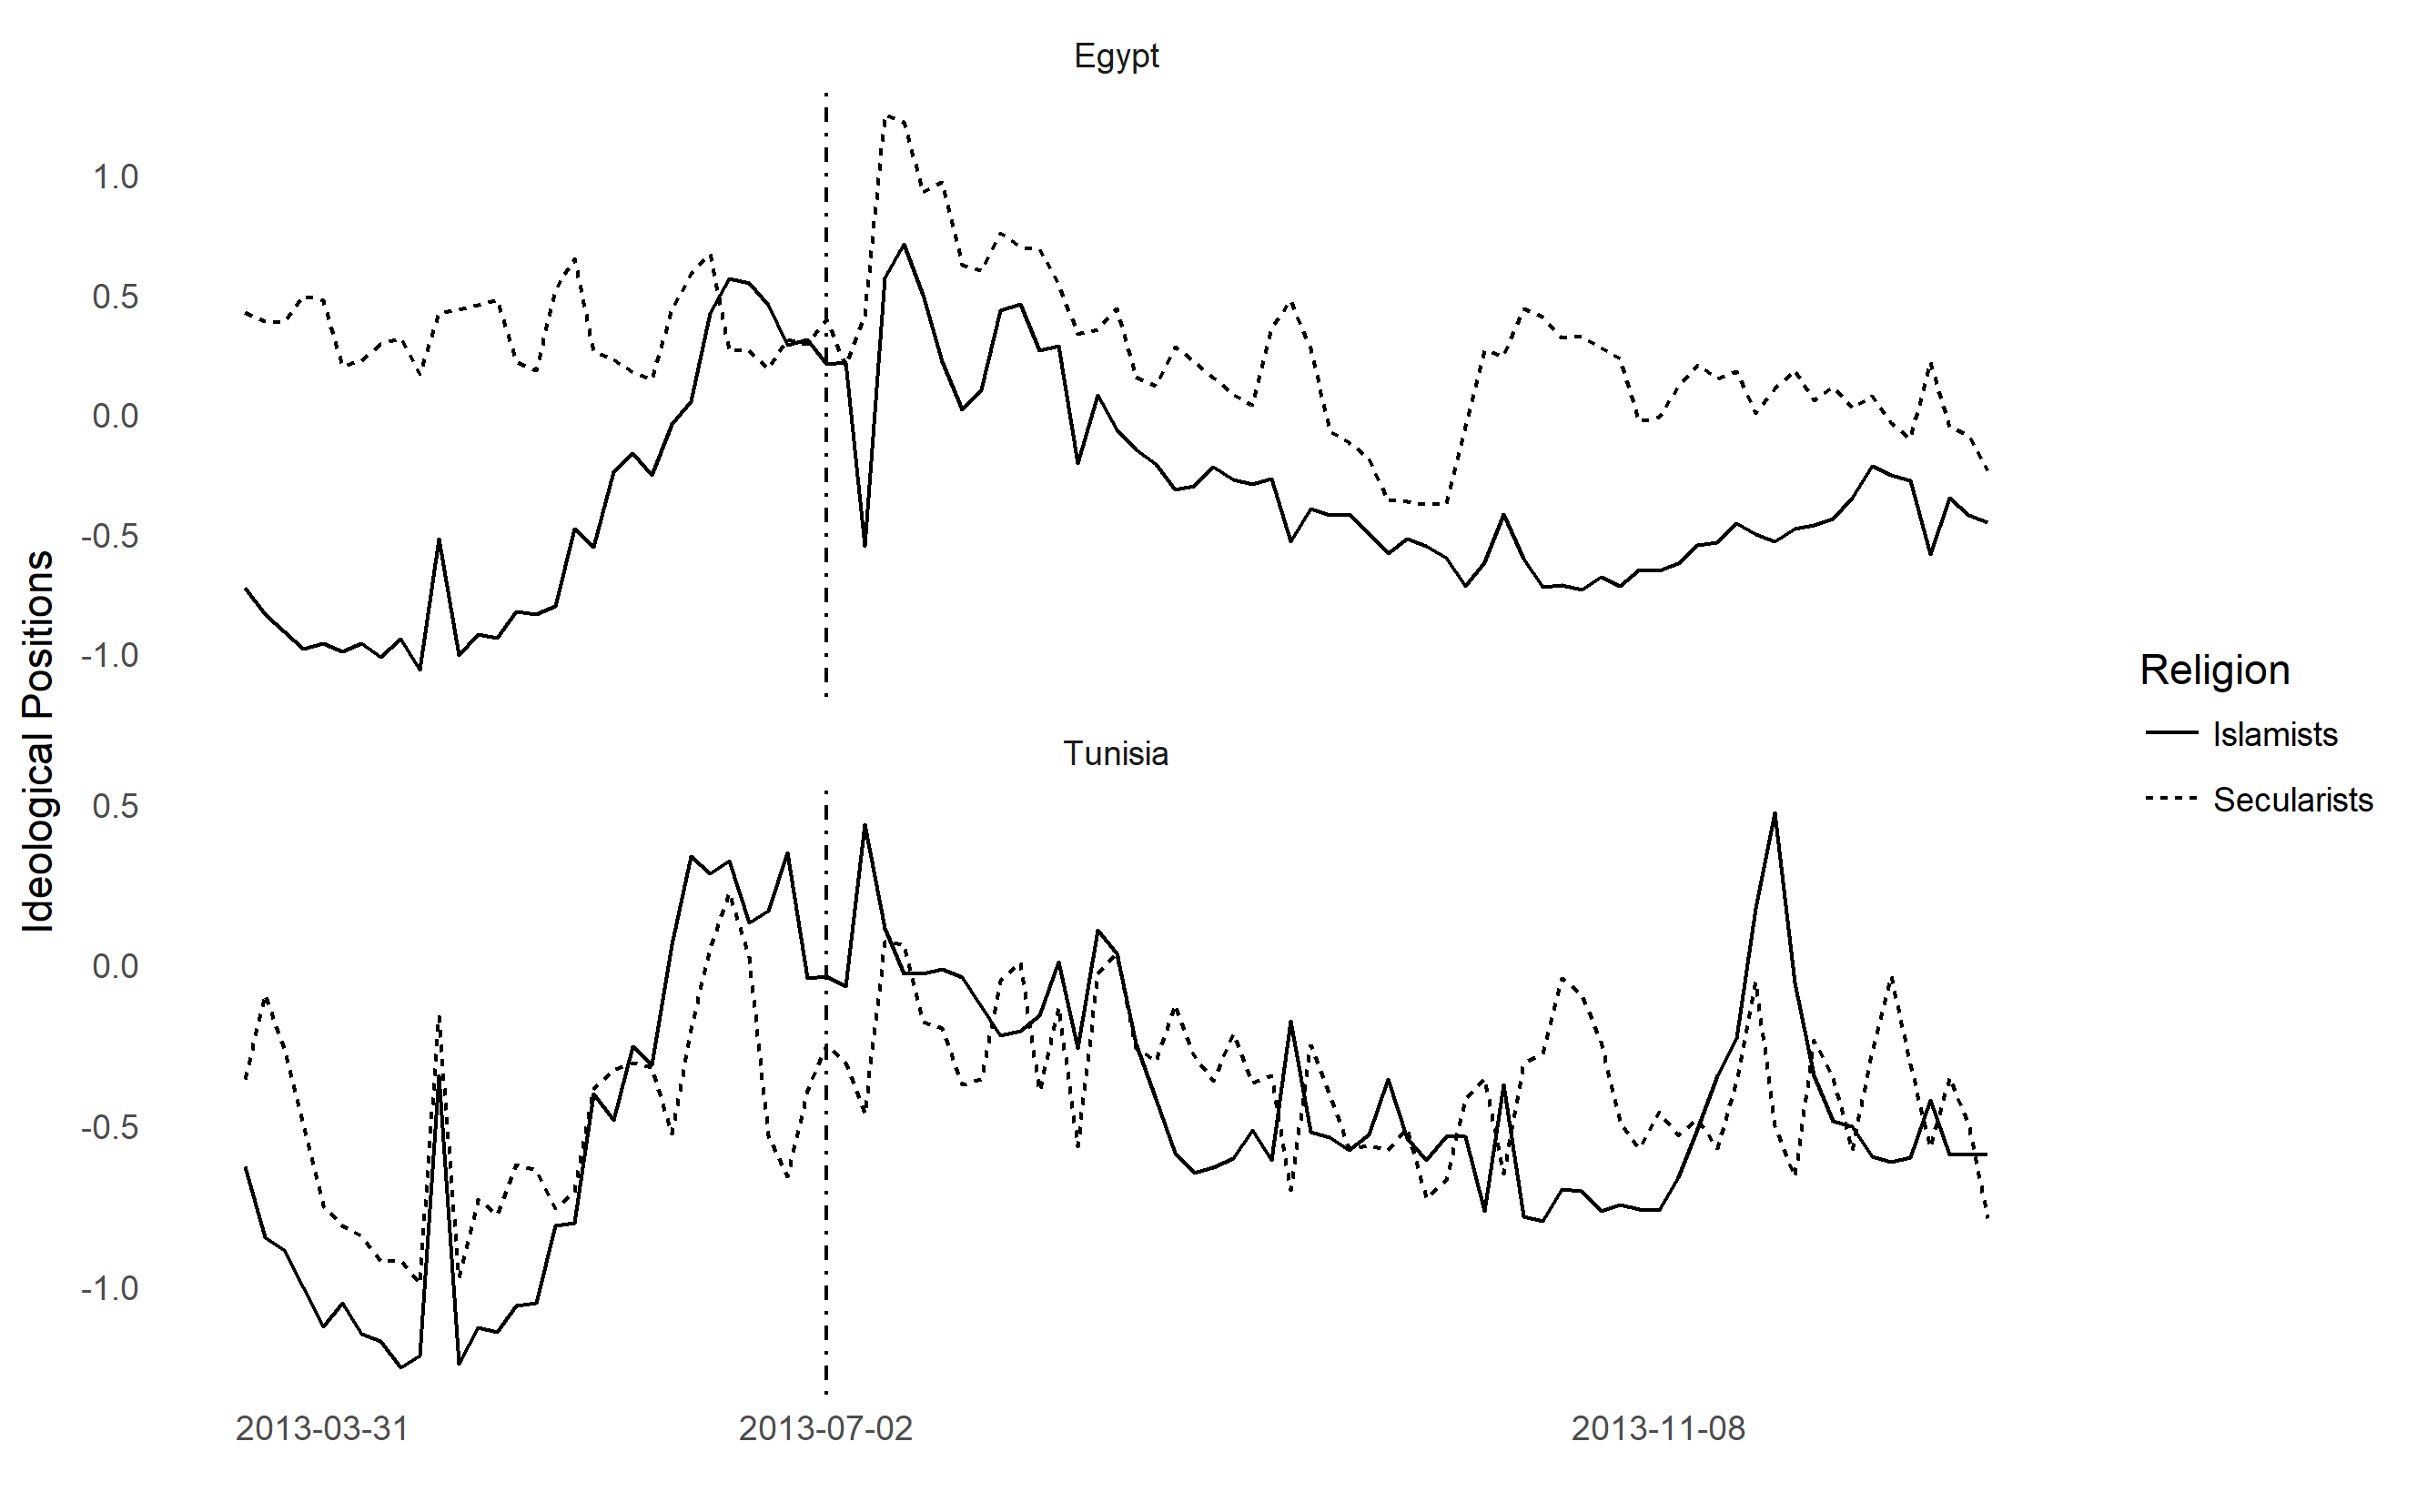 Egypt
1.0
0.5
0.0
-0.5
-1.0
Ideological Positions
Tunisia
0.5
0.0
-0.5
-1.0
2013-03-31
2013-07-02
2013-11-08
Religion
Islamists
Secularists